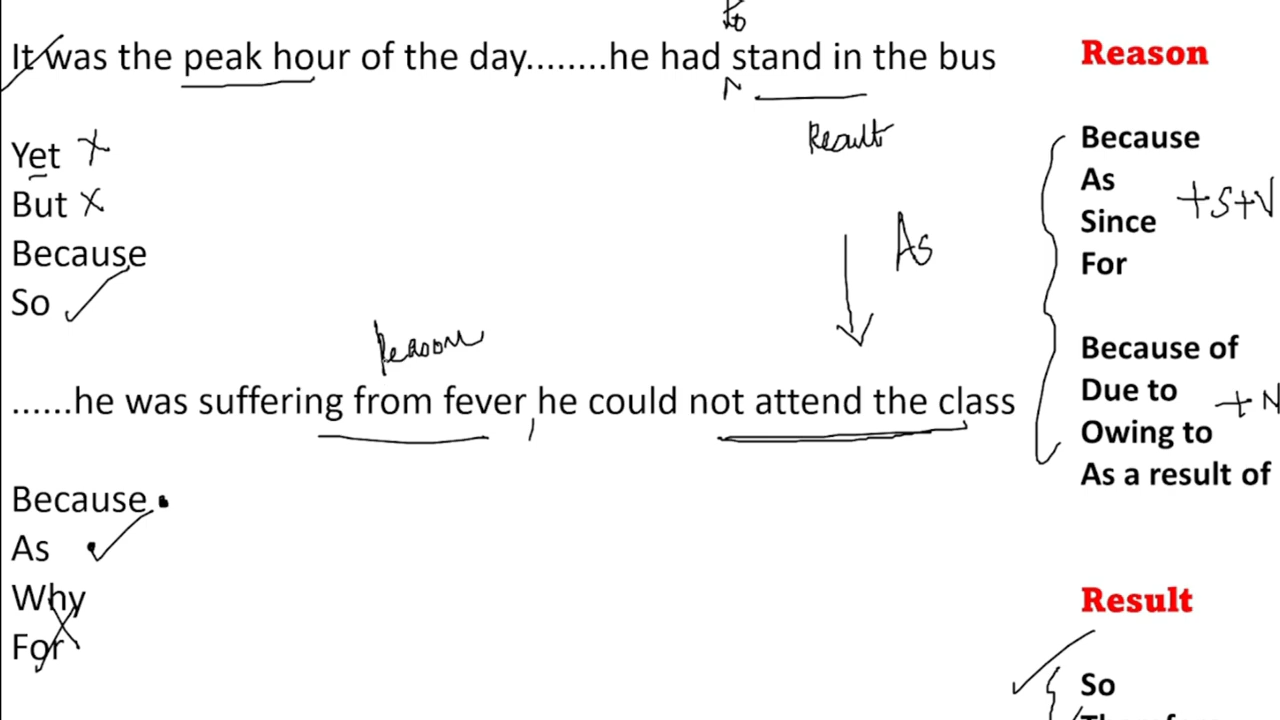 to
It was the peak hour of the day........he had stand in the bus
Result
Yet x
But x
Because
So
As
Reason
......he was suffering from fever , he could not attend the class
Because
As
Why
For
Reason
Because
As
Since
For
+S+V
Because of
Due to
Owing to
As a result of
+N
Result
So